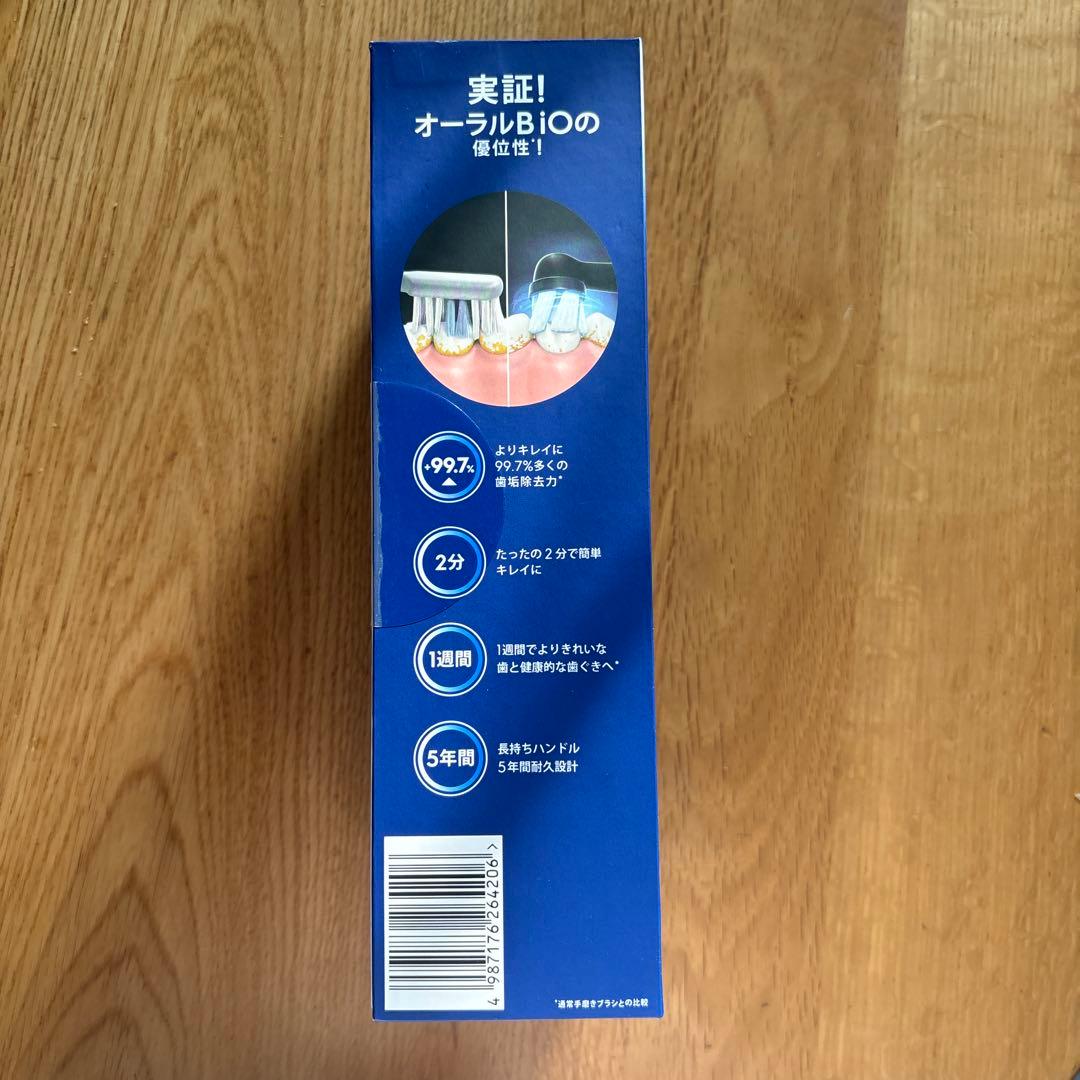 実証!
オーラルB iOの
優位性*!
+99.7%
よりキレイに
99.7%多くの
歯垢除去力*
2分
たったの2分で簡単
キレイに
1週間
1週間でよりきれいな
歯と健康的な歯ぐきへ*
5年間
長持ちハンドル
5年間耐久設計
4 987176 264206 >
*通常手磨きブラシとの比較